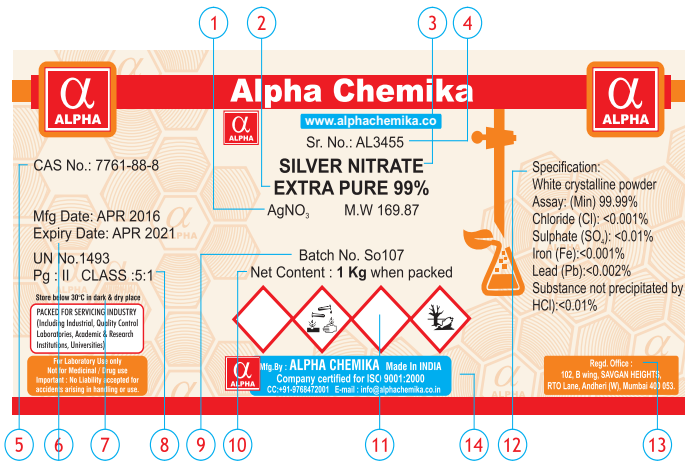 1
2
3
4
α
ALPHA
Alpha Chemika
α
ALPHA
www.alphachemika.co
α
ALPHA
Sr. No.: AL3455
SILVER NITRATE
EXTRA PURE 99%
AgNO₃ M.W 169.87
CAS No.: 7761-88-8
Mfg Date: APR 2016
Expiry Date: APR 2021
UN No.1493
Pg : II CLASS :5:1
Store below 30°C in dark & dry place
PACKED FOR SERVICING INDUSTRY
(Including Industrial, Quality Control
Laboratories, Academic & Research
Institutions, Universities)
For Laboratory Use only
Not for Medicinal / Drug use
Important : No Liability accepted for
accidents arising in handling or use.
Batch No. So107
Net Content : 1 Kg when packed
α
ALPHA
Mfg.By : ALPHA CHEMIKA Made In INDIA
Company certified for ISO 9001:2000
CC:+91-9768472001 E-mail : info@alphachemika.co.in
Specification:
White crystalline powder
Assay: (Min) 99.99%
Chloride (Cl): <0.001%
Sulphate (SO₄): <0.01%
Iron (Fe):<0.001%
Lead (Pb):<0.002%
Substance not precipitated by
HCl):<0.01%
Regd. Office :
102, B wing, SAVGAN HEIGHTS,
RTO Lane, Andheri (W), Mumbai 400 053.
5
6
7
8
9
10
11
14
12
13